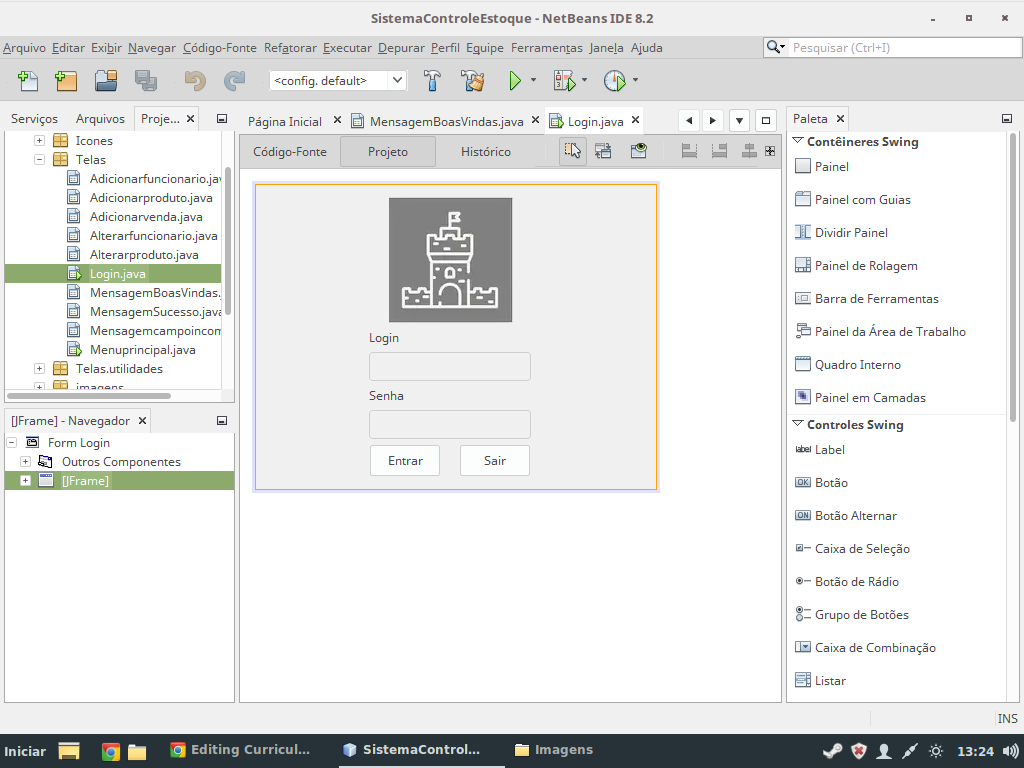 SistemaControleEstoque - NetBeans IDE 8.2
Arquivo Editar Exibir Navegar Código-Fonte Refatorar Executar Depurar Perfil Equipe Ferramentas Janela Ajuda
Pesquisar (Ctrl+I)
<config. default>
Serviços Arquivos Proje...
Icones
Telas
Adicionarfuncionario.jav
Adicionarproduto.java
Adicionarvenda.java
Alterarfuncionario.java
Alterarproduto.java
Login.java
MensagemBoasVindas.
MensagemSucesso.java
Mensagemcampoincom
Menuprincipal.java
Telas.utilidades
imagens
[JFrame] - Navegador
Form Login
Outros Componentes
[JFrame]
Página Inicial MensagemBoasVindas.java Login.java
Código-Fonte Projeto Histórico
Login
Senha
Entrar Sair
Paleta
Contêineres Swing
Painel
Painel com Guias
Dividir Painel
Painel de Rolagem
Barra de Ferramentas
Painel da Área de Trabalho
Quadro Interno
Painel em Camadas
Controles Swing
label Label
OK Botão
ON Botão Alternar
Caixa de Seleção
Botão de Rádio
Grupo de Botões
Caixa de Combinação
Listar
INS
Iniciar Editing Curricul... SistemaControl... Imagens 13:24